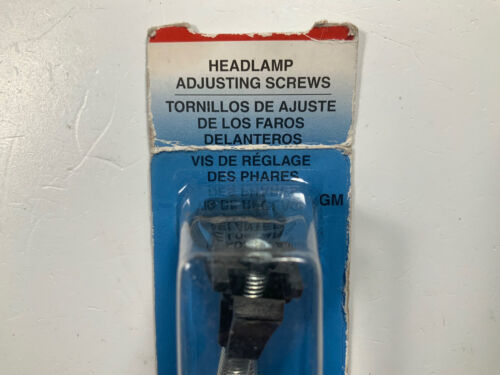 HEADLAMP
ADJUSTING SCREWS
TORNILLOS DE AJUSTE
DE LOS FAROS
DELANTEROS
VIS DE RÉGLAGE
DES PHARES
GM